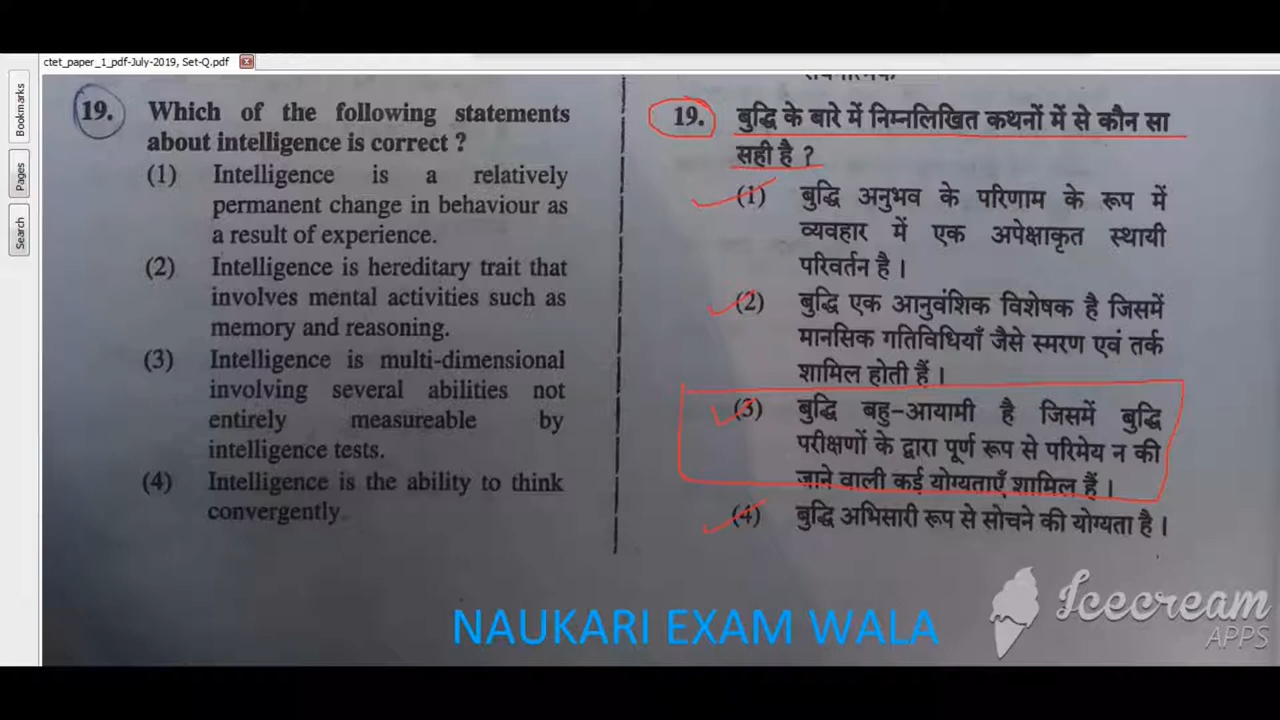 ctet_paper_1_pdf-July-2019, Set-Q.pdf
Bookmarks
Pages
Search
19. Which of the following statements
about intelligence is correct ?
(1) Intelligence is a relatively
permanent change in behaviour as
a result of experience.
(2) Intelligence is hereditary trait that
involves mental activities such as
memory and reasoning.
(3) Intelligence is multi-dimensional
involving several abilities not
entirely measureable by
intelligence tests.
(4) Intelligence is the ability to think
convergently.
19. बुद्धि के बारे में निम्नलिखित कथनों में से कौन सा
सही है ?
(1) बुद्धि अनुभव के परिणाम के रूप में
व्यवहार में एक अपेक्षाकृत स्थायी
परिवर्तन है ।
(2) बुद्धि एक आनुवंशिक विशेषक है जिसमें
मानसिक गतिविधियाँ जैसे स्मरण एवं तर्क
शामिल होती हैं ।
(3) बुद्धि बहु-आयामी है जिसमें बुद्धि
परीक्षणों के द्वारा पूर्ण रूप से परिमेय न की
जाने वाली कई योग्यताएँ शामिल हैं ।
(4) बुद्धि अभिसारी रूप से सोचने की योग्यता है ।
NAUKARI EXAM WALA
Icecream
APPS